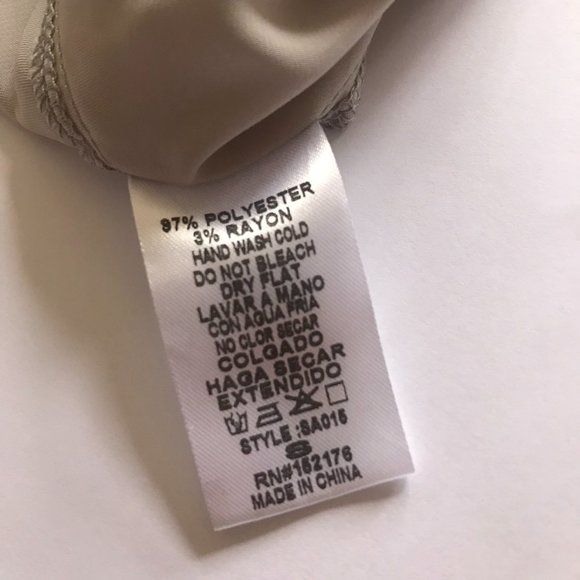 97% POLYESTER
3% RAYON
HAND WASH COLD
DO NOT BLEACH
DRY FLAT
LAVAR A MANO
CON AGUA FRIA
NO CLOR SECAR
COLGADO
HAGA SECAR
EXTENDIDO
STYLE :SA015
S
RN#152176
MADE IN CHINA